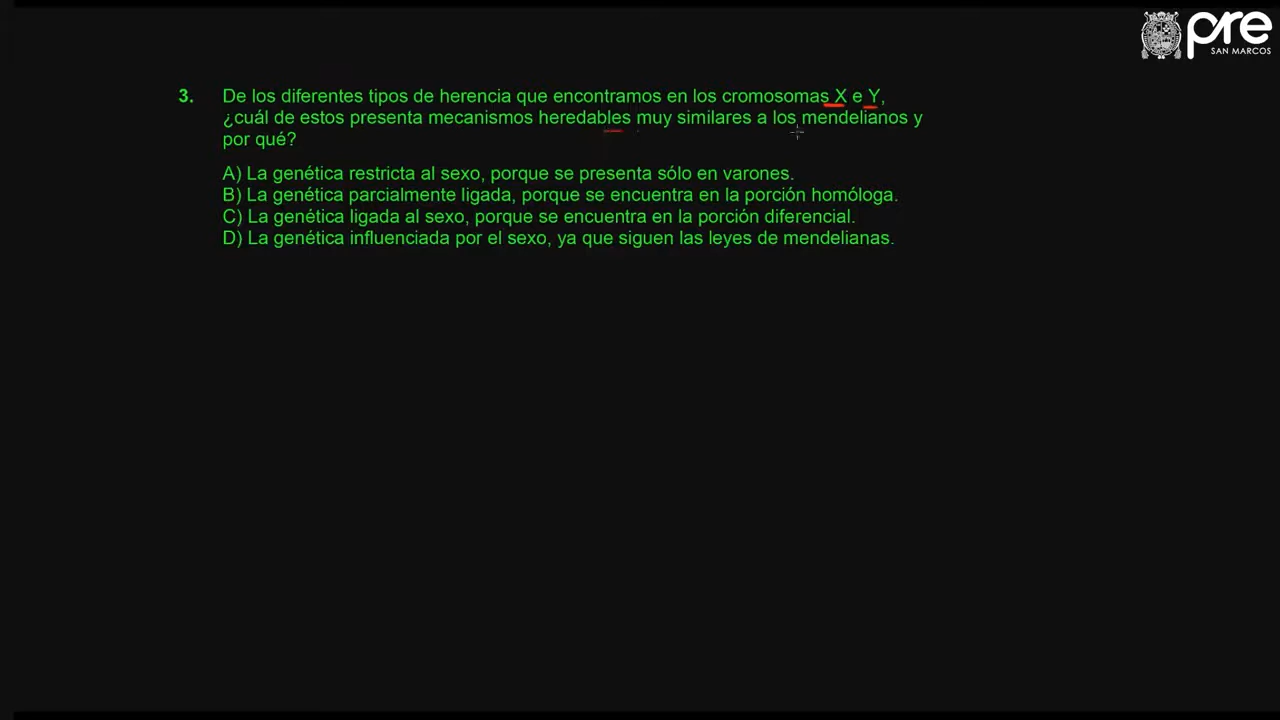 pre
SAN MARCOS
3. De los diferentes tipos de herencia que encontramos en los cromosomas X e Y,
¿cuál de estos presenta mecanismos heredables muy similares a los mendelianos y
por qué?
A) La genética restricta al sexo, porque se presenta sólo en varones.
B) La genética parcialmente ligada, porque se encuentra en la porción homóloga.
C) La genética ligada al sexo, porque se encuentra en la porción diferencial.
D) La genética influenciada por el sexo, ya que siguen las leyes de mendelianas.